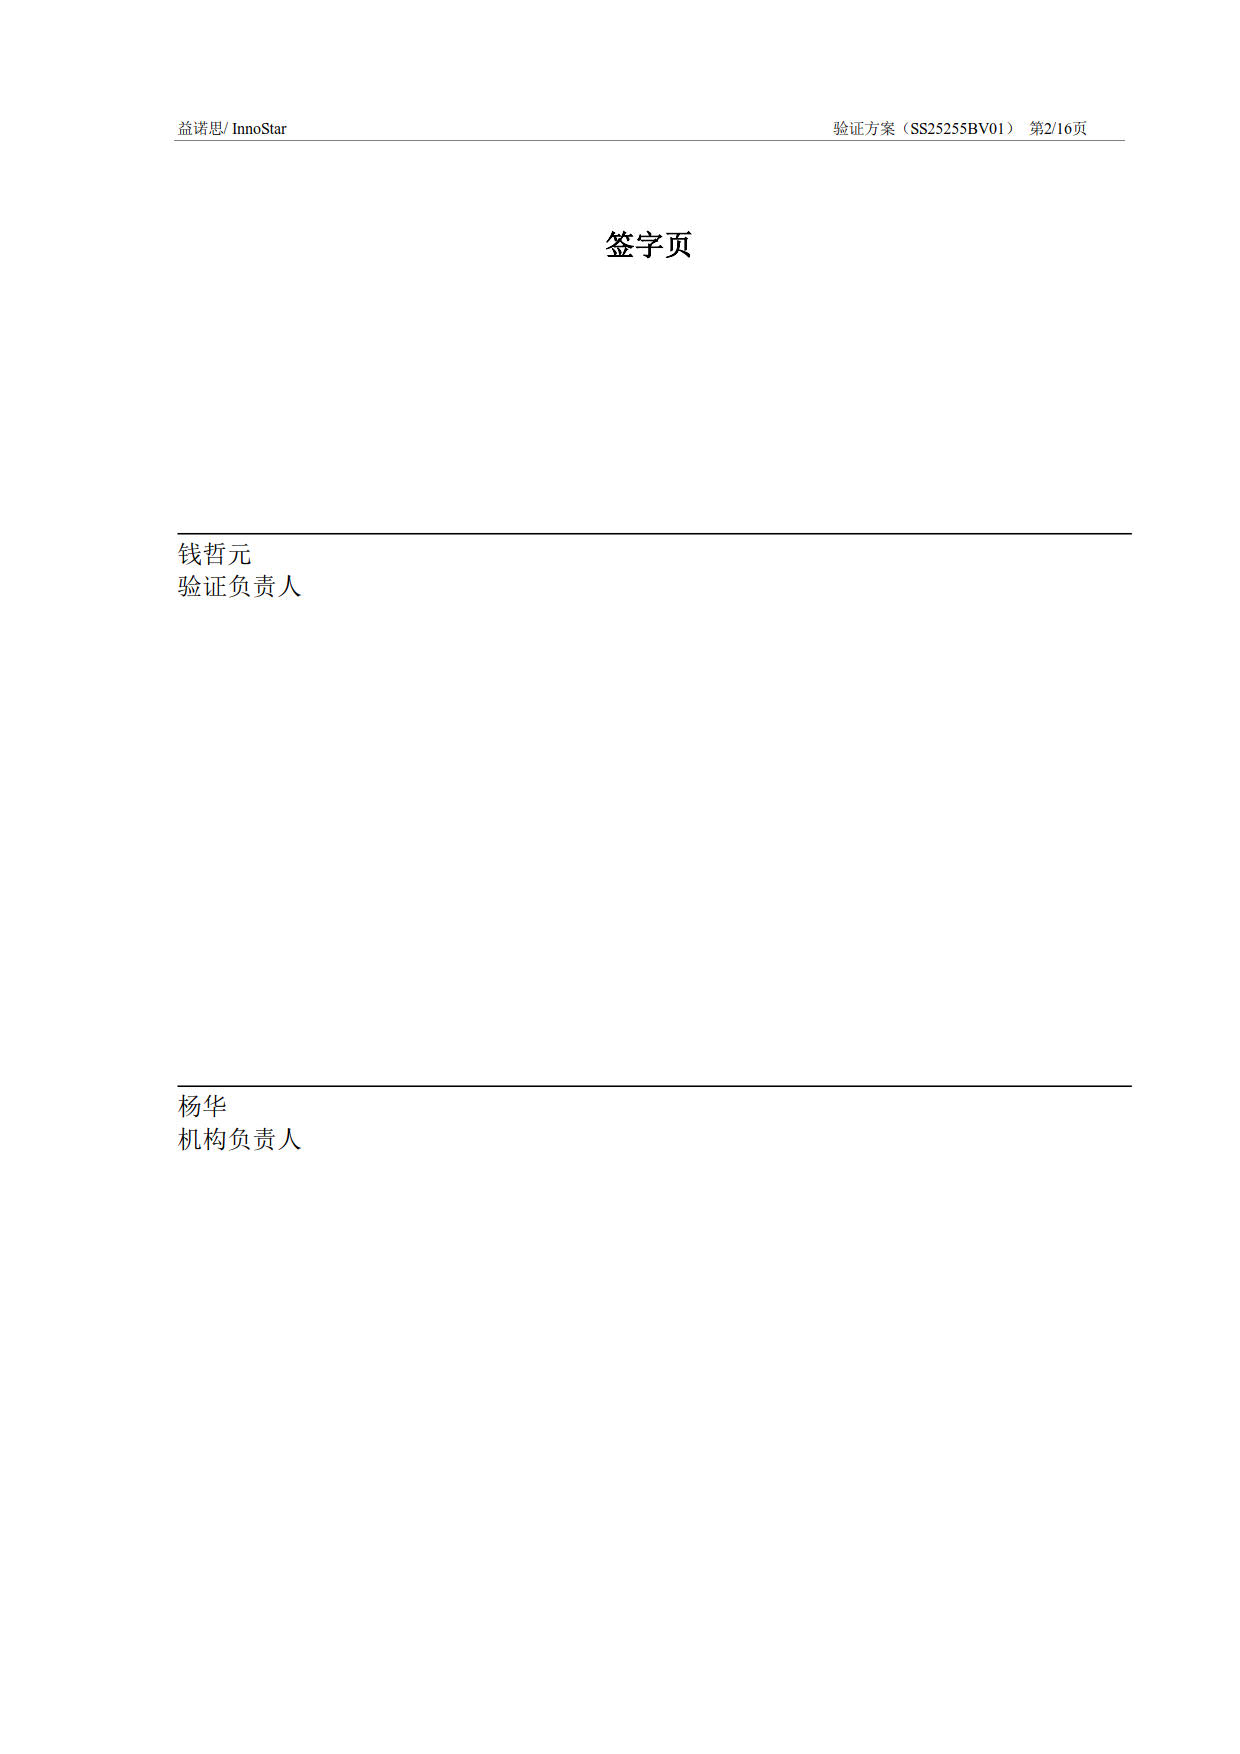 益诺思/ InnoStar 验证方案（SS25255BV01） 第2/16页
签字页
钱哲元
验证负责人
杨华
机构负责人